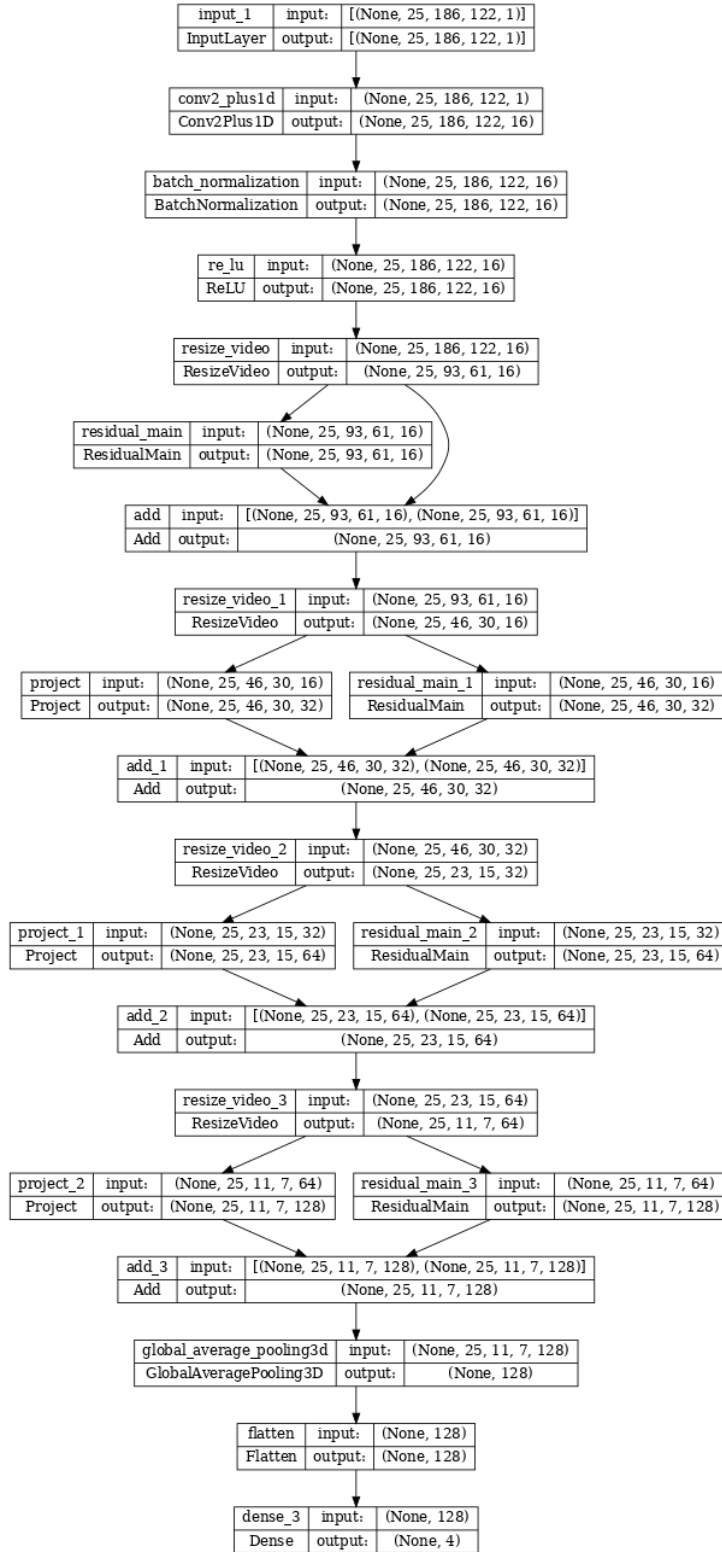 input_1 input: [(None, 25, 186, 122, 1)]
InputLayer output: [(None, 25, 186, 122, 1)]
conv2_plus1d input: (None, 25, 186, 122, 1)
Conv2Plus1D output: (None, 25, 186, 122, 16)
batch_normalization input: (None, 25, 186, 122, 16)
BatchNormalization output: (None, 25, 186, 122, 16)
re_lu input: (None, 25, 186, 122, 16)
ReLU output: (None, 25, 186, 122, 16)
resize_video input: (None, 25, 186, 122, 16)
ResizeVideo output: (None, 25, 93, 61, 16)
residual_main input: (None, 25, 93, 61, 16)
ResidualMain output: (None, 25, 93, 61, 16)
add input: [(None, 25, 93, 61, 16), (None, 25, 93, 61, 16)]
Add output: (None, 25, 93, 61, 16)
resize_video_1 input: (None, 25, 93, 61, 16)
ResizeVideo output: (None, 25, 46, 30, 16)
project input: (None, 25, 46, 30, 16)
Project output: (None, 25, 46, 30, 32)
residual_main_1 input: (None, 25, 46, 30, 16)
ResidualMain output: (None, 25, 46, 30, 32)
add_1 input: [(None, 25, 46, 30, 32), (None, 25, 46, 30, 32)]
Add output: (None, 25, 46, 30, 32)
resize_video_2 input: (None, 25, 46, 30, 32)
ResizeVideo output: (None, 25, 23, 15, 32)
project_1 input: (None, 25, 23, 15, 32)
Project output: (None, 25, 23, 15, 64)
residual_main_2 input: (None, 25, 23, 15, 32)
ResidualMain output: (None, 25, 23, 15, 64)
add_2 input: [(None, 25, 23, 15, 64), (None, 25, 23, 15, 64)]
Add output: (None, 25, 23, 15, 64)
resize_video_3 input: (None, 25, 23, 15, 64)
ResizeVideo output: (None, 25, 11, 7, 64)
project_2 input: (None, 25, 11, 7, 64)
Project output: (None, 25, 11, 7, 128)
residual_main_3 input: (None, 25, 11, 7, 64)
ResidualMain output: (None, 25, 11, 7, 128)
add_3 input: [(None, 25, 11, 7, 128), (None, 25, 11, 7, 128)]
Add output: (None, 25, 11, 7, 128)
global_average_pooling3d input: (None, 25, 11, 7, 128)
GlobalAveragePooling3D output: (None, 128)
flatten input: (None, 128)
Flatten output: (None, 128)
dense_3 input: (None, 128)
Dense output: (None, 4)